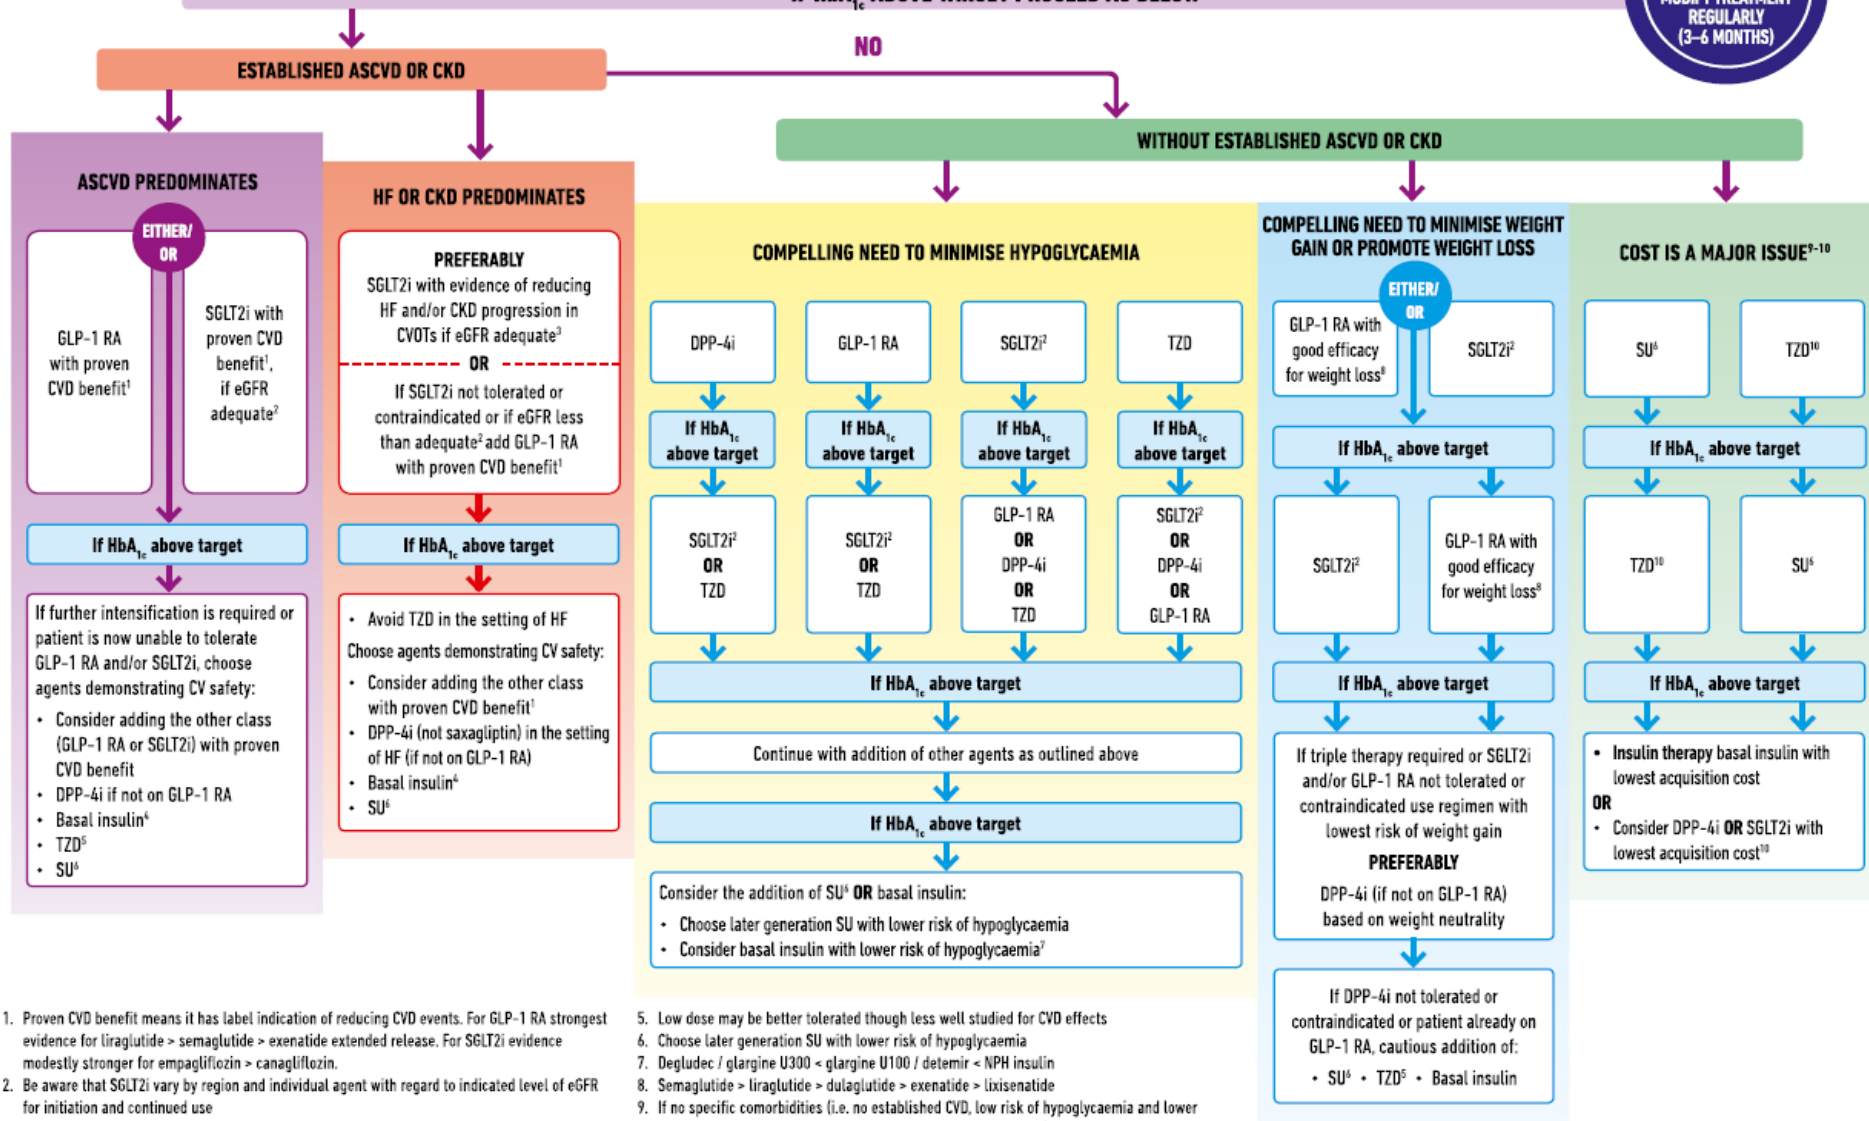 NO
REGULARLY
(3–6 MONTHS)
ESTABLISHED ASCVD OR CKD
WITHOUT ESTABLISHED ASCVD OR CKD
ASCVD PREDOMINATES
EITHER/
OR
GLP-1 RA
with proven
CVD benefit¹
SGLT2i with
proven CVD
benefit¹,
if eGFR
adequate²
If HbA₁c above target
If further intensification is required or
patient is now unable to tolerate
GLP-1 RA and/or SGLT2i, choose
agents demonstrating CV safety:
• Consider adding the other class
(GLP-1 RA or SGLT2i) with proven
CVD benefit
• DPP-4i if not on GLP-1 RA
• Basal insulin⁴
• TZD⁵
• SU⁶
HF OR CKD PREDOMINATES
PREFERABLY
SGLT2i with evidence of reducing
HF and/or CKD progression in
CVOTs if eGFR adequate³
OR
If SGLT2i not tolerated or
contraindicated or if eGFR less
than adequate² add GLP-1 RA
with proven CVD benefit¹
If HbA₁c above target
• Avoid TZD in the setting of HF
Choose agents demonstrating CV safety:
• Consider adding the other class
with proven CVD benefit¹
• DPP-4i (not saxagliptin) in the setting
of HF (if not on GLP-1 RA)
• Basal insulin⁴
• SU⁶
COMPELLING NEED TO MINIMISE HYPOGLYCAEMIA
DPP-4i
If HbA₁c
above target
SGLT2i²
OR
TZD
GLP-1 RA
If HbA₁c
above target
SGLT2i²
OR
TZD
SGLT2i²
If HbA₁c
above target
GLP-1 RA
OR
DPP-4i
OR
TZD
TZD
If HbA₁c
above target
SGLT2i²
OR
DPP-4i
OR
GLP-1 RA
If HbA₁c above target
Continue with addition of other agents as outlined above
If HbA₁c above target
Consider the addition of SU⁶ OR basal insulin:
• Choose later generation SU with lower risk of hypoglycaemia
• Consider basal insulin with lower risk of hypoglycaemia⁷
COMPELLING NEED TO MINIMISE WEIGHT
GAIN OR PROMOTE WEIGHT LOSS
EITHER/
OR
GLP-1 RA with
good efficacy
for weight loss⁸
SGLT2i²
If HbA₁c above target
SGLT2i²
GLP-1 RA with
good efficacy
for weight loss⁸
If HbA₁c above target
If triple therapy required or SGLT2i
and/or GLP-1 RA not tolerated or
contraindicated use regimen with
lowest risk of weight gain
PREFERABLY
DPP-4i (if not on GLP-1 RA)
based on weight neutrality
If DPP-4i not tolerated or
contraindicated or patient already on
GLP-1 RA, cautious addition of:
• SU⁶ • TZD⁵ • Basal insulin
COST IS A MAJOR ISSUE⁹⁻¹⁰
SU⁶
TZD¹⁰
If HbA₁c above target
TZD¹⁰
SU⁶
If HbA₁c above target
• Insulin therapy basal insulin with
lowest acquisition cost
OR
• Consider DPP-4i OR SGLT2i with
lowest acquisition cost¹⁰
1. Proven CVD benefit means it has label indication of reducing CVD events. For GLP-1 RA strongest
evidence for liraglutide > semaglutide > exenatide extended release. For SGLT2i evidence
modestly stronger for empagliflozin > canagliflozin.
2. Be aware that SGLT2i vary by region and individual agent with regard to indicated level of eGFR
for initiation and continued use
5. Low dose may be better tolerated though less well studied for CVD effects
6. Choose later generation SU with lower risk of hypoglycaemia
7. Degludec / glargine U300 < glargine U100 / detemir < NPH insulin
8. Semaglutide > liraglutide > dulaglutide > exenatide > lixisenatide
9. If no specific comorbidities (i.e. no established CVD, low risk of hypoglycaemia and lower